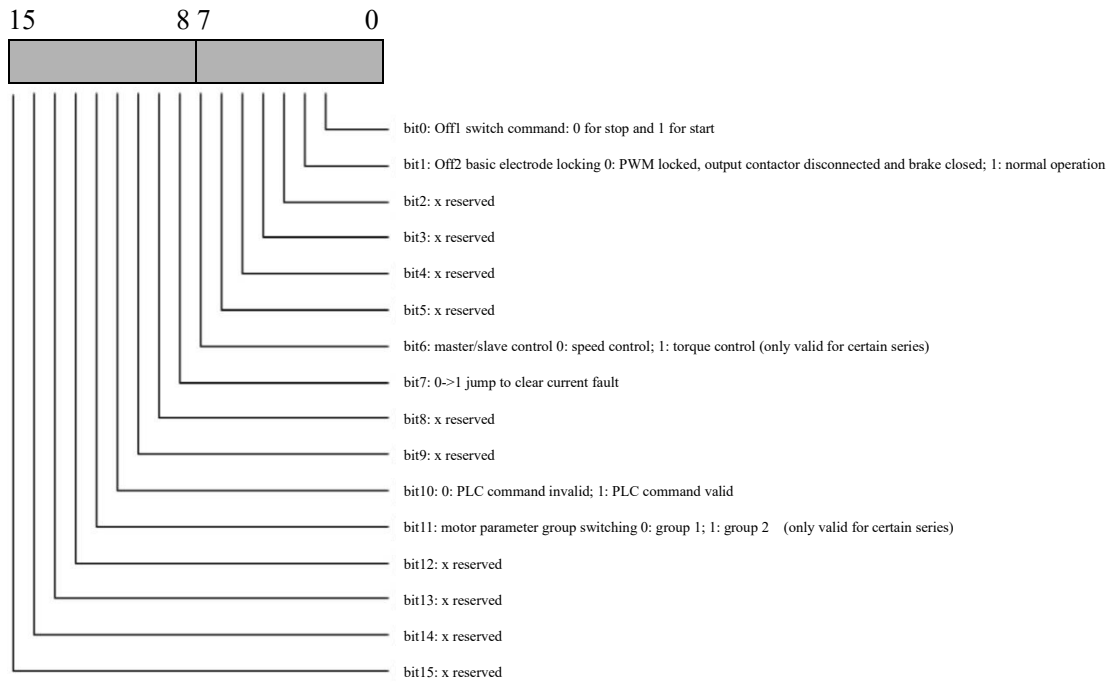 15 8 7 0
bit0: Off1 switch command: 0 for stop and 1 for start
bit1: Off2 basic electrode locking 0: PWM locked, output contactor disconnected and brake closed; 1: normal operation
bit2: x reserved
bit3: x reserved
bit4: x reserved
bit5: x reserved
bit6: master/slave control 0: speed control; 1: torque control (only valid for certain series)
bit7: 0->1 jump to clear current fault
bit8: x reserved
bit9: x reserved
bit10: 0: PLC command invalid; 1: PLC command valid
bit11: motor parameter group switching 0: group 1; 1: group 2 (only valid for certain series)
bit12: x reserved
bit13: x reserved
bit14: x reserved
bit15: x reserved